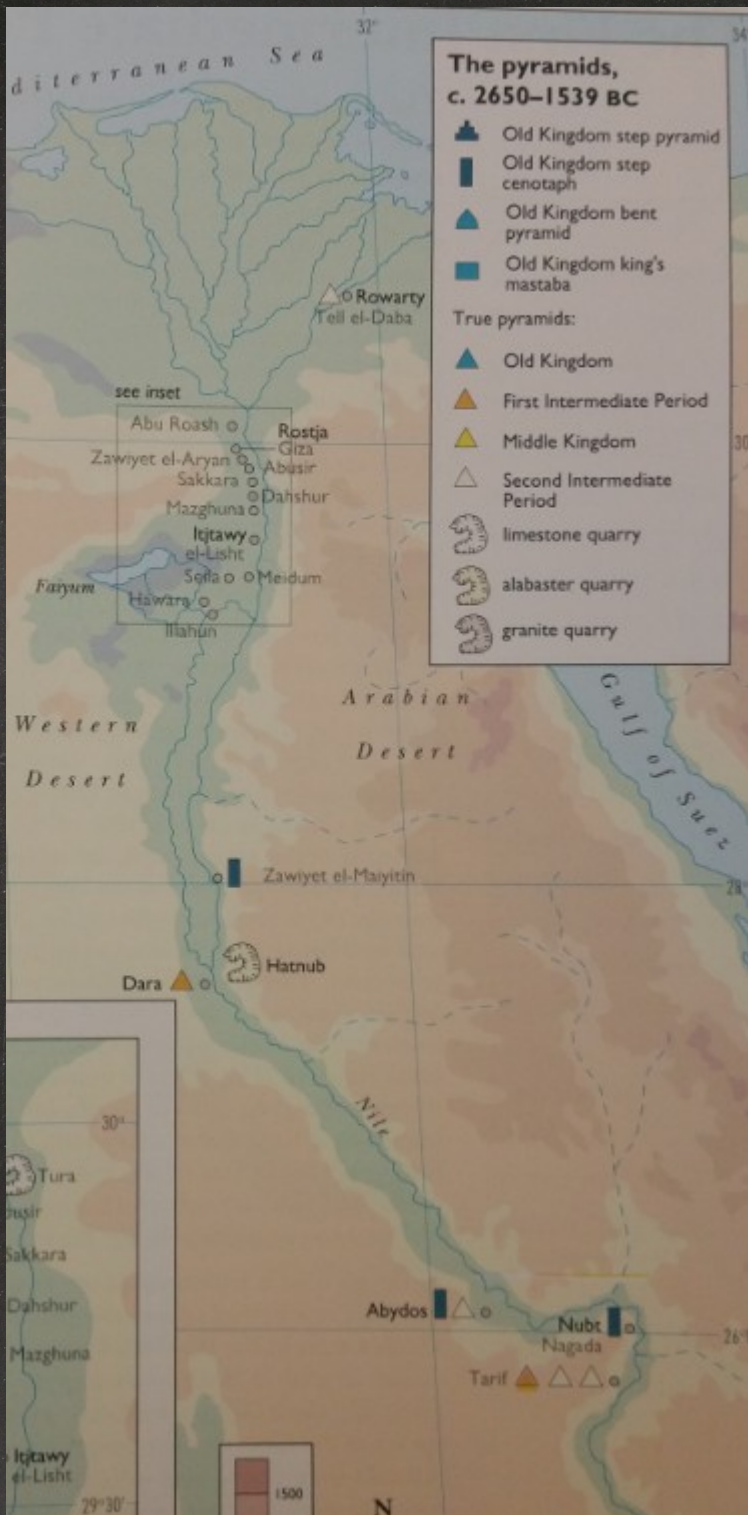 32°
34
diterranean Sea
The pyramids,
c. 2650–1539 BC
Old Kingdom step pyramid
Old Kingdom step
cenotaph
Old Kingdom bent
pyramid
Old Kingdom king's
mastaba
True pyramids:
Old Kingdom
First Intermediate Period
Middle Kingdom
Second Intermediate
Period
limestone quarry
alabaster quarry
granite quarry
Rowarty
Tell el-Daba
see inset
Abu Roash
Rostja
Giza
30
Zawiyet el-Aryan
Abusir
Sakkara
Dahshur
Mazghuna
Itjtawy
el-Lisht
Faiyum
Seila
Meidum
Hawara
Illahun
Western
Desert
Arabian
Desert
Gulf of Suez
Zawiyet el-Maiyitin
28°
Hatnub
Dara
Nile
30°
Tura
busir
Sakkara
Dahshur
Mazghuna
Itjtawy
el-Lisht
29°30'
Abydos
Nubt
Nagada
26°
Tarif
1500
N